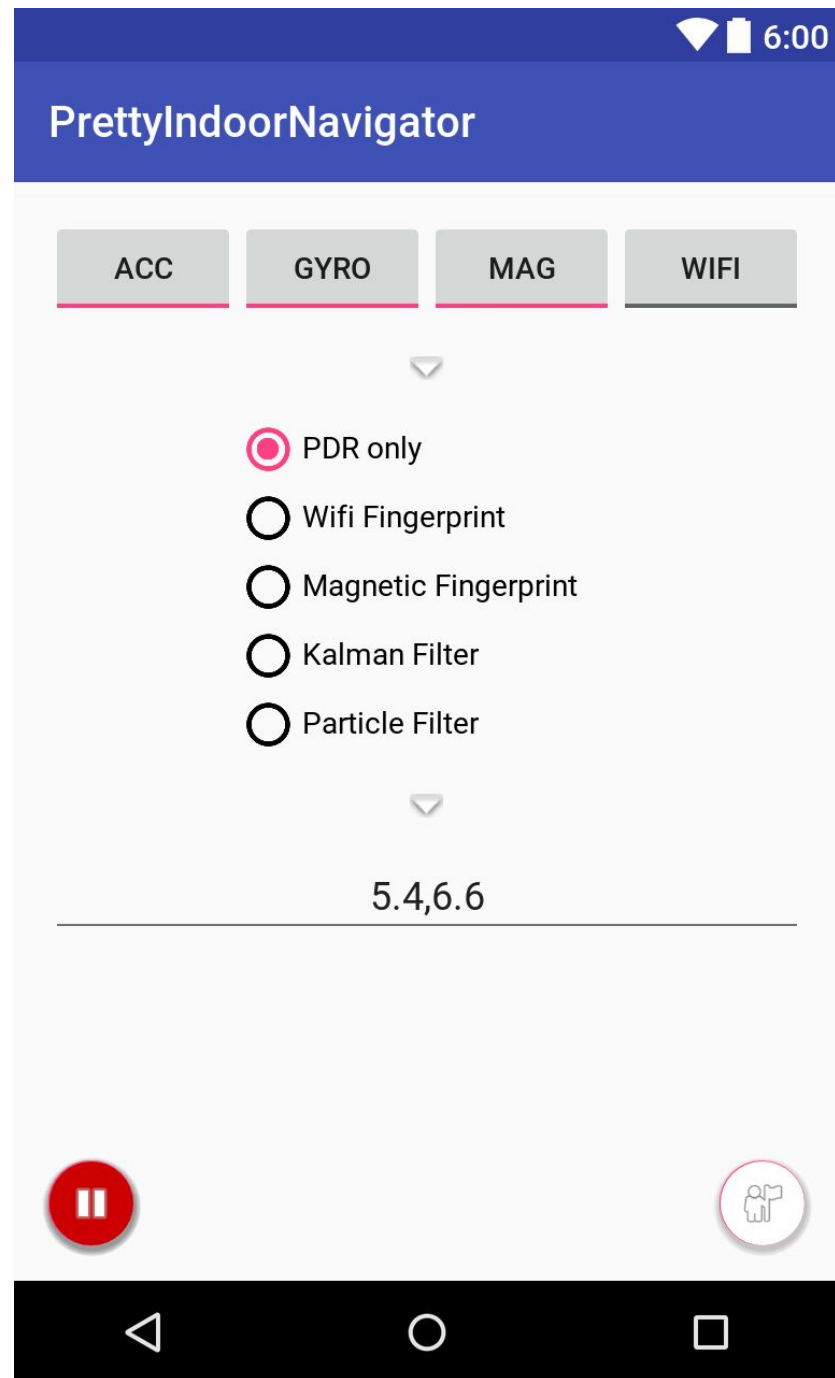 6:00
PrettyIndoorNavigator
ACC GYRO MAG WIFI
PDR only
Wifi Fingerprint
Magnetic Fingerprint
Kalman Filter
Particle Filter
5.4,6.6